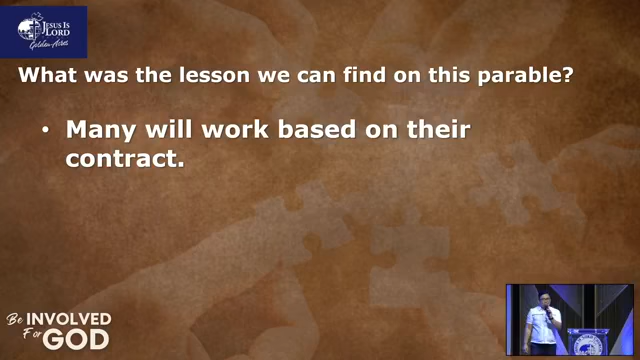 JESUS IS
LORD
Golden Acres
What was the lesson we can find on this parable?
• Many will work based on their
contract.
Be INVOLVED
For GOD